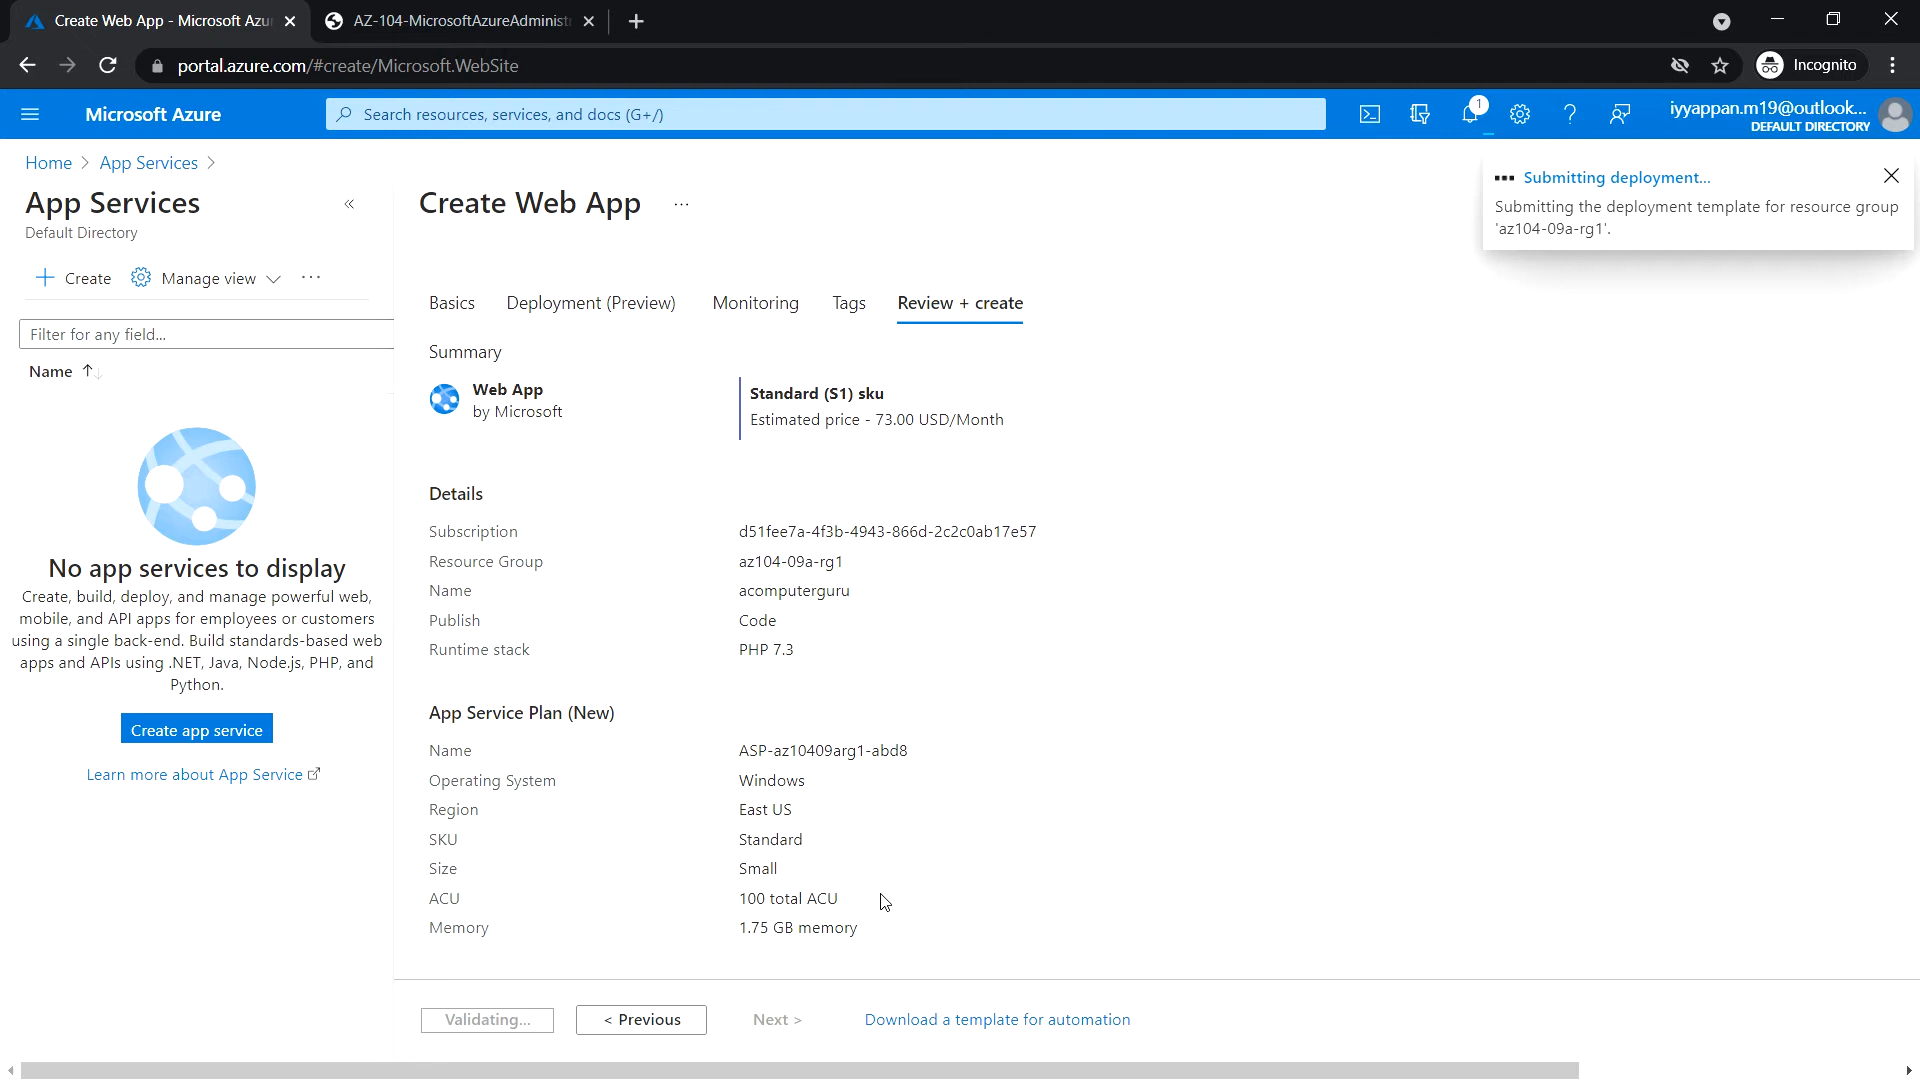 Create Web App - Microsoft Azu
AZ-104-MicrosoftAzureAdminist
portal.azure.com/#create/Microsoft.WebSite
Incognito
Microsoft Azure
Search resources, services, and docs (G+/)
1
iyyappan.m19@outlook...
DEFAULT DIRECTORY
Home > App Services >
App Services
Default Directory
Create
Manage view
Filter for any field...
Name
No app services to display
Create, build, deploy, and manage powerful web,
mobile, and API apps for employees or customers
using a single back-end. Build standards-based web
apps and APIs using .NET, Java, Node.js, PHP, and
Python.
Create app service
Learn more about App Service
Create Web App ...
Submitting deployment...
Submitting the deployment template for resource group
'az104-09a-rg1'.
Basics
Deployment (Preview)
Monitoring
Tags
Review + create
Summary
Web App
by Microsoft
Standard (S1) sku
Estimated price - 73.00 USD/Month
Details
Subscription d51fee7a-4f3b-4943-866d-2c2c0ab17e57
Resource Group az104-09a-rg1
Name acomputerguru
Publish Code
Runtime stack PHP 7.3
App Service Plan (New)
Name ASP-az10409arg1-abd8
Operating System Windows
Region East US
SKU Standard
Size Small
ACU 100 total ACU
Memory 1.75 GB memory
Validating...
< Previous
Next >
Download a template for automation